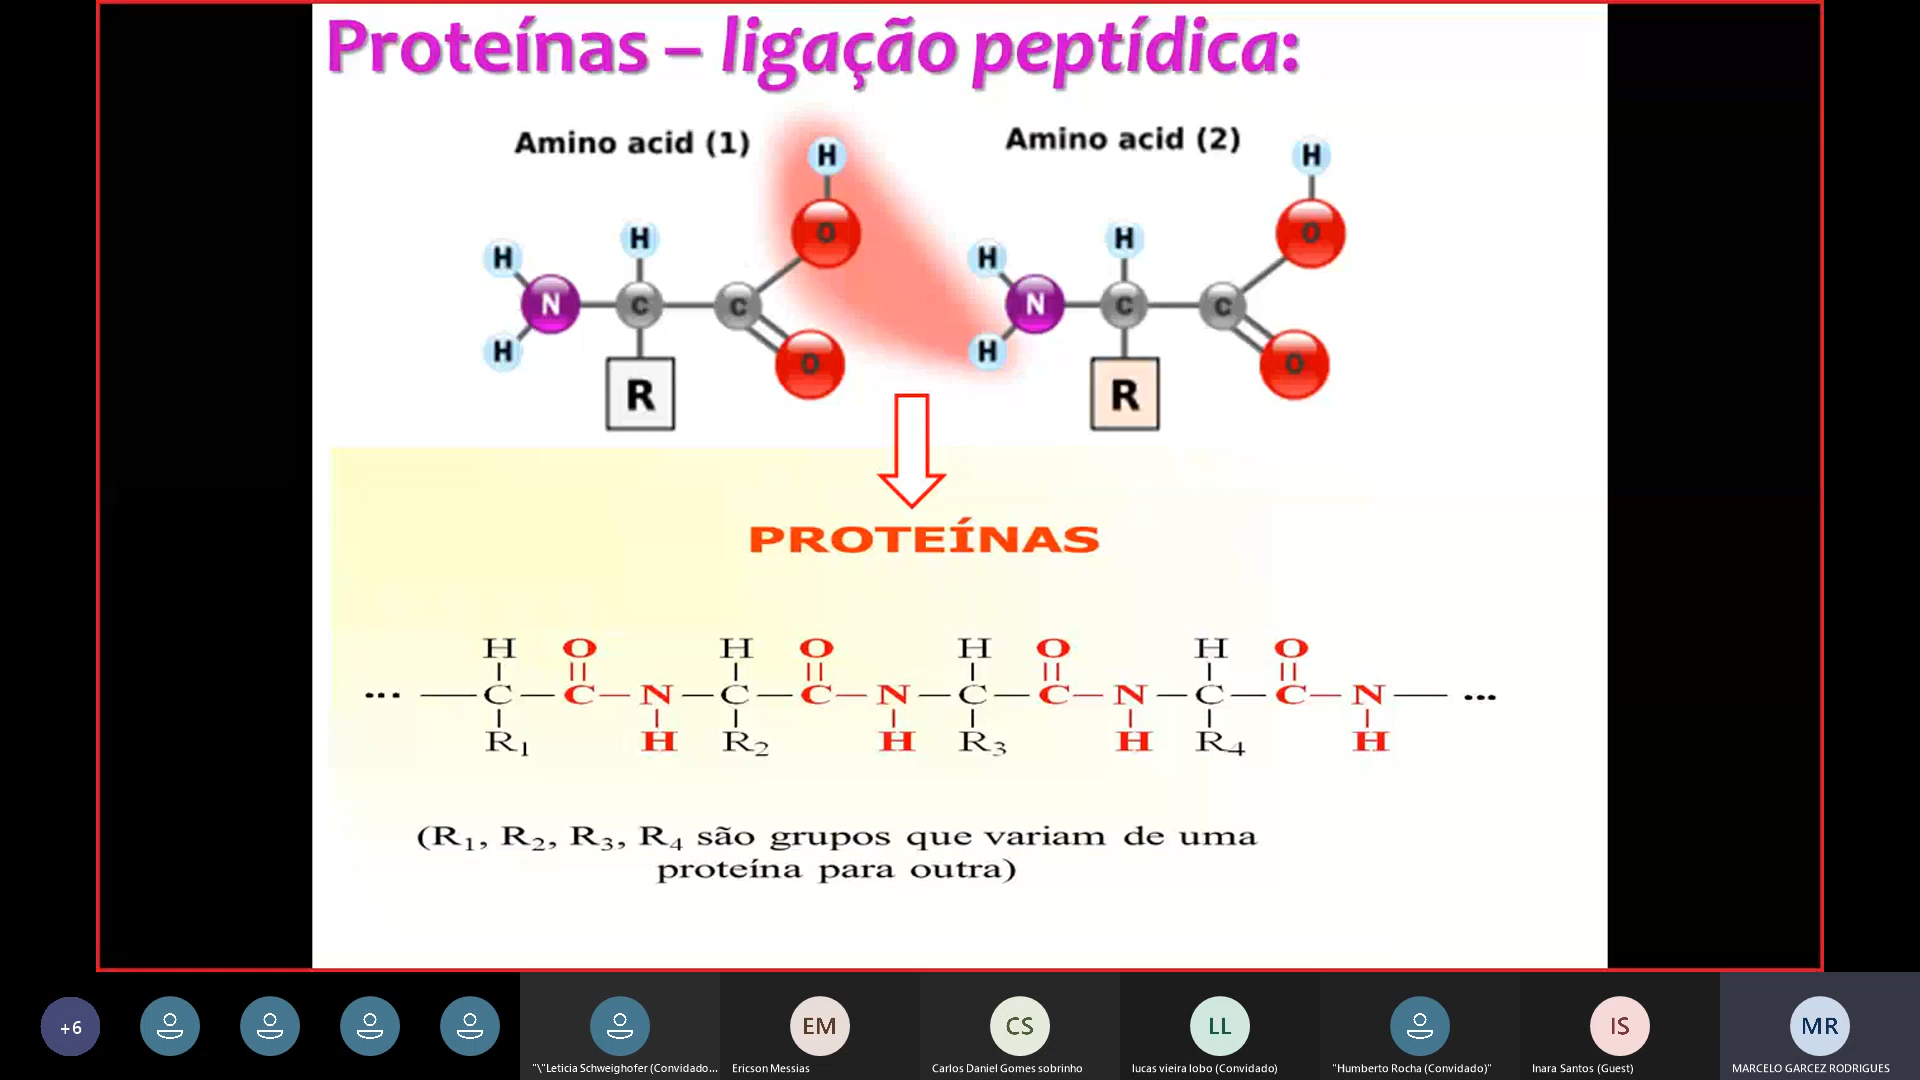 Proteínas – ligação peptídica:
Amino acid (1)
Amino acid (2)
H
H
O
O
H
H
H
H
N
C
C
N
C
C
H
O
H
O
R
R
PROTEÍNAS
H O H O H O H O
... C C N C C N C C N C C N ...
R₁ H R₂ H R₃ H R₄ H
(R₁, R₂, R₃, R₄ são grupos que variam de uma
proteína para outra)
+6
EM
CS
LL
IS
MR
"\"Leticia Schweighofer (Convidado...
Ericson Messias
Carlos Daniel Gomes sobrinho
lucas vieira lobo (Convidado)
"Humberto Rocha (Convidado)"
Inara Santos (Guest)
MARCELO GARCEZ RODRIGUES